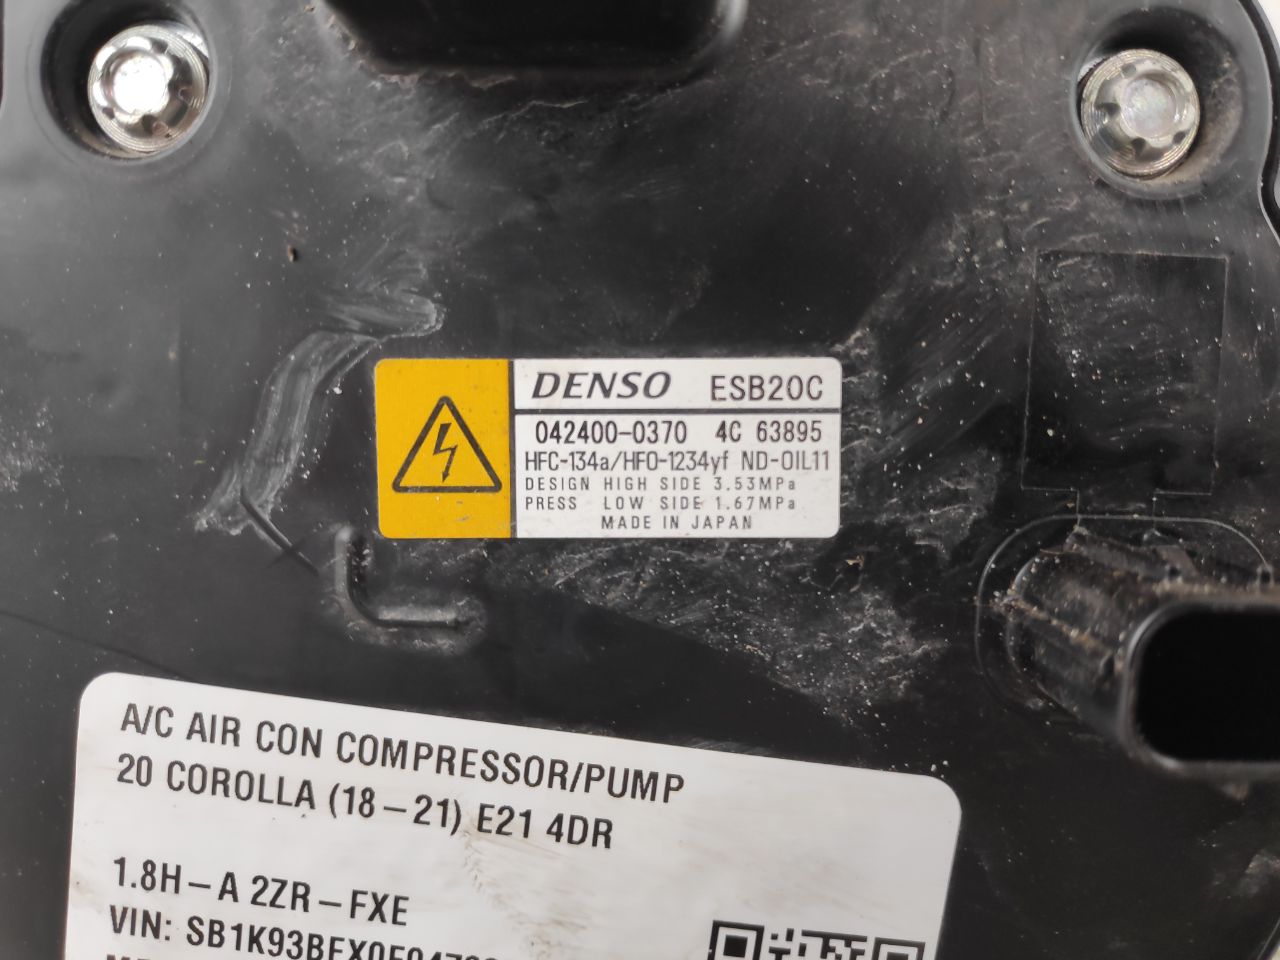 DENSO ESB20C
042400-0370 4C 63895
HFC-134a/HFO-1234yf ND-OIL11
DESIGN HIGH SIDE 3.53MPa
PRESS LOW SIDE 1.67MPa
MADE IN JAPAN
A/C AIR CON COMPRESSOR/PUMP
20 COROLLA (18-21) E21 4DR
1.8H-A 2ZR-FXE
VIN: